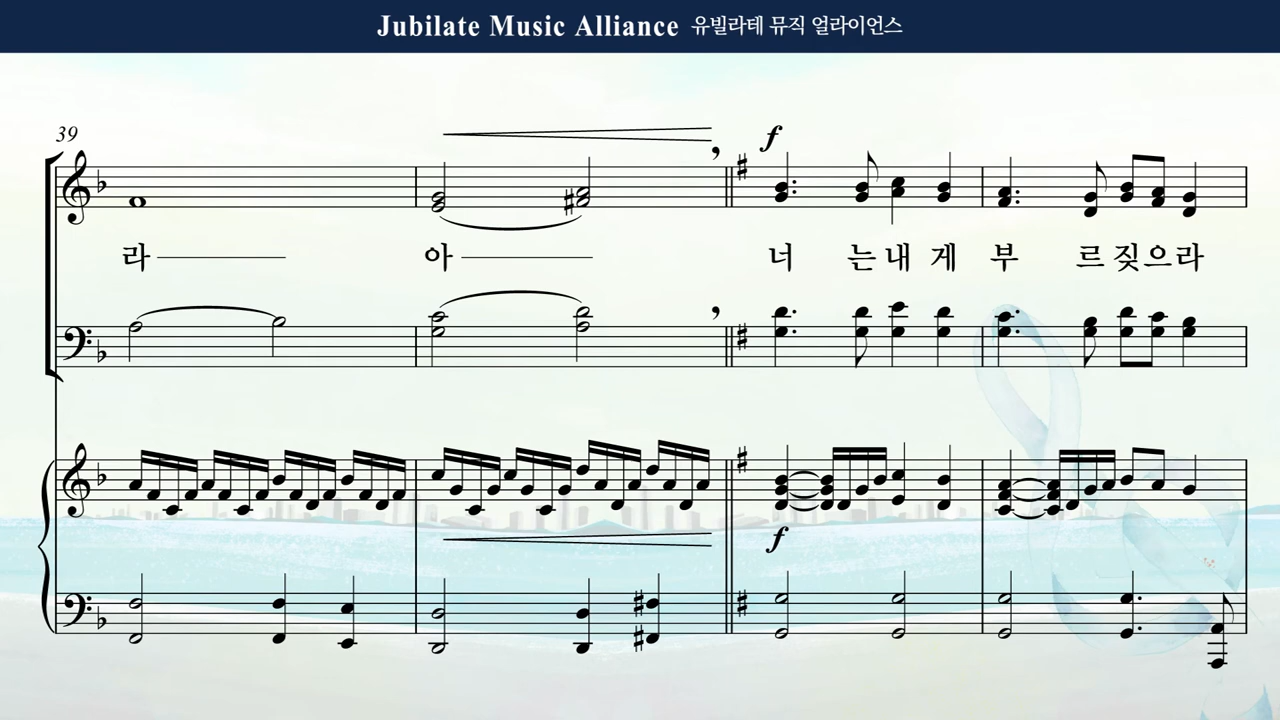 Jubilate Music Alliance 유빌라테 뮤직 얼라이언스
39
f
라 아 너 는 내 게 부 르 짖 으 라
f